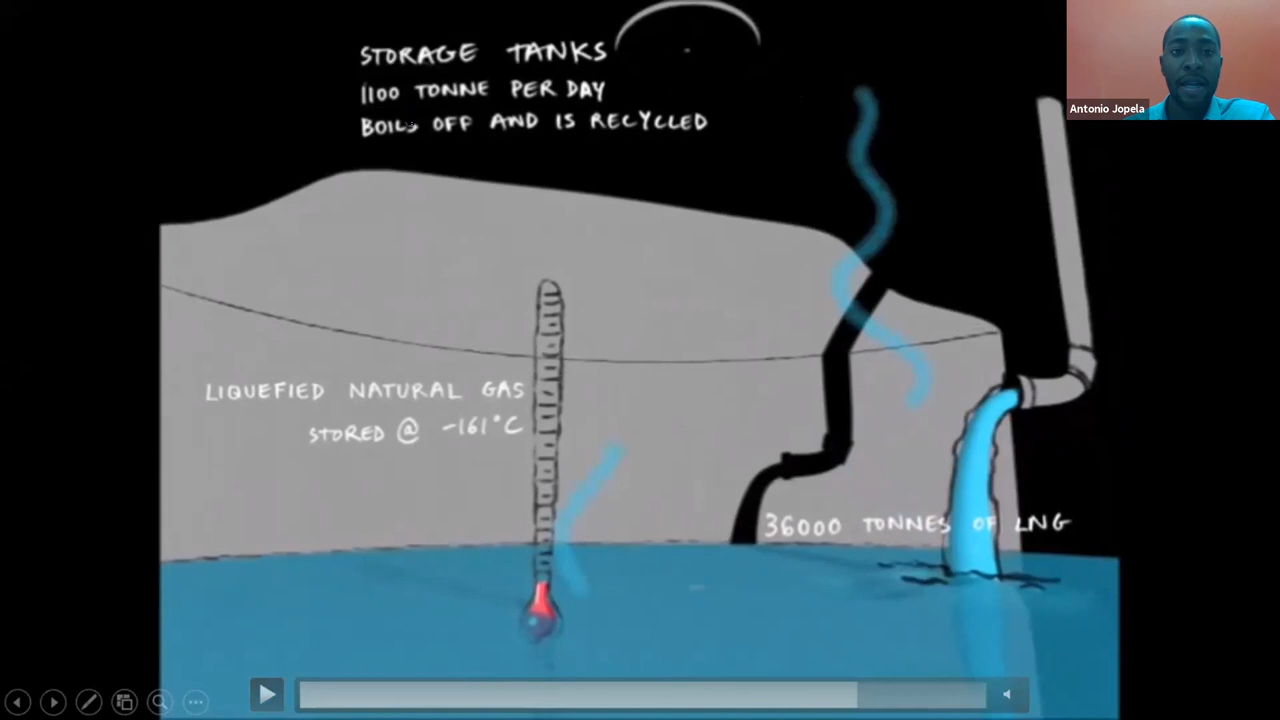 STORAGE TANKS
1100 TONNE PER DAY
BOILS OFF AND IS RECYCLED
Antonio Jopela
LIQUEFIED NATURAL GAS
STORED @ -161°C
36000 TONNES OF LNG